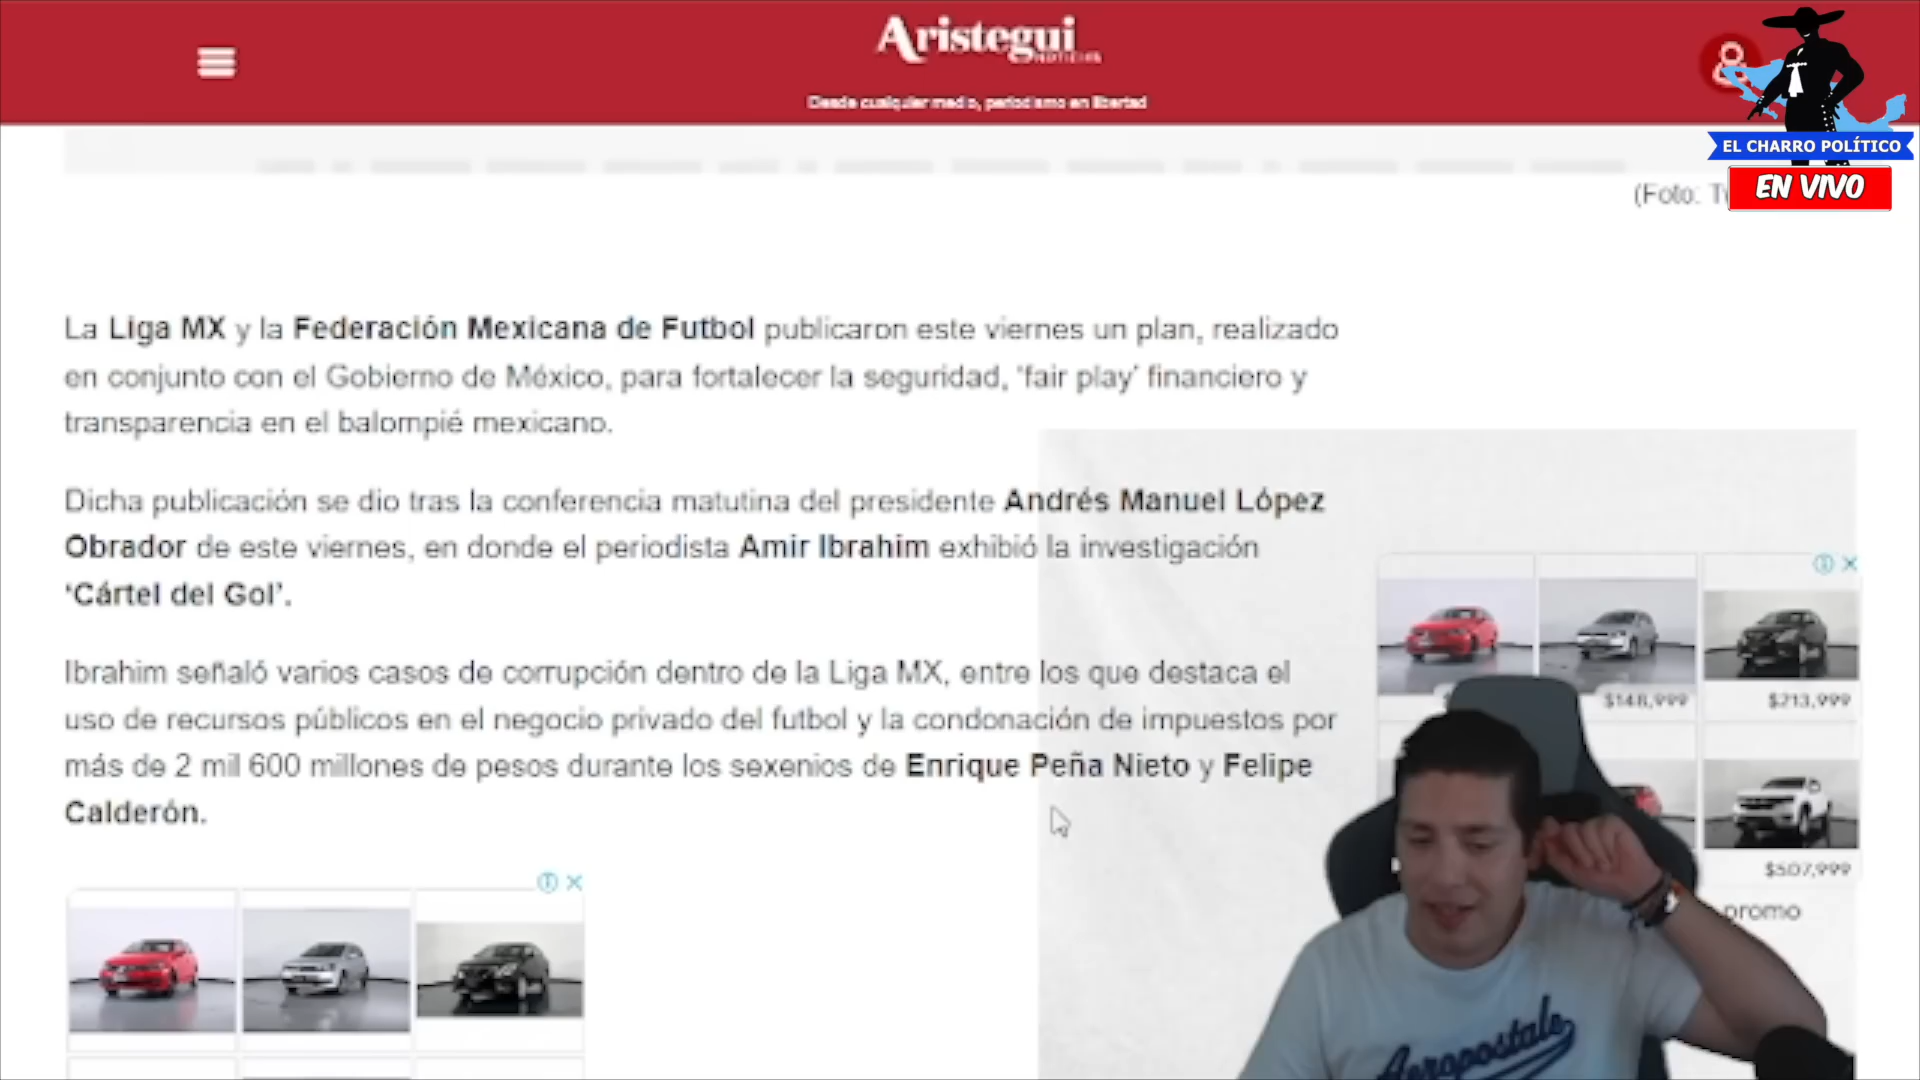 Aristegui
NOTICIAS
Desde cualquier medio, periodismo en libertad
EL CHARRO POLÍTICO
EN VIVO
(Foto:
La Liga MX y la Federación Mexicana de Futbol publicaron este viernes un plan, realizado
en conjunto con el Gobierno de México, para fortalecer la seguridad, ‘fair play’ financiero y
transparencia en el balompié mexicano.
Dicha publicación se dio tras la conferencia matutina del presidente Andrés Manuel López
Obrador de este viernes, en donde el periodista Amir Ibrahim exhibió la investigación
‘Cártel del Gol’.
Ibrahim señaló varios casos de corrupción dentro de la Liga MX, entre los que destaca el
uso de recursos públicos en el negocio privado del futbol y la condonación de impuestos por
más de 2 mil 600 millones de pesos durante los sexenios de Enrique Peña Nieto y Felipe
Calderón.
$148,999
$213,999
$507,999
promo
Aeropostale